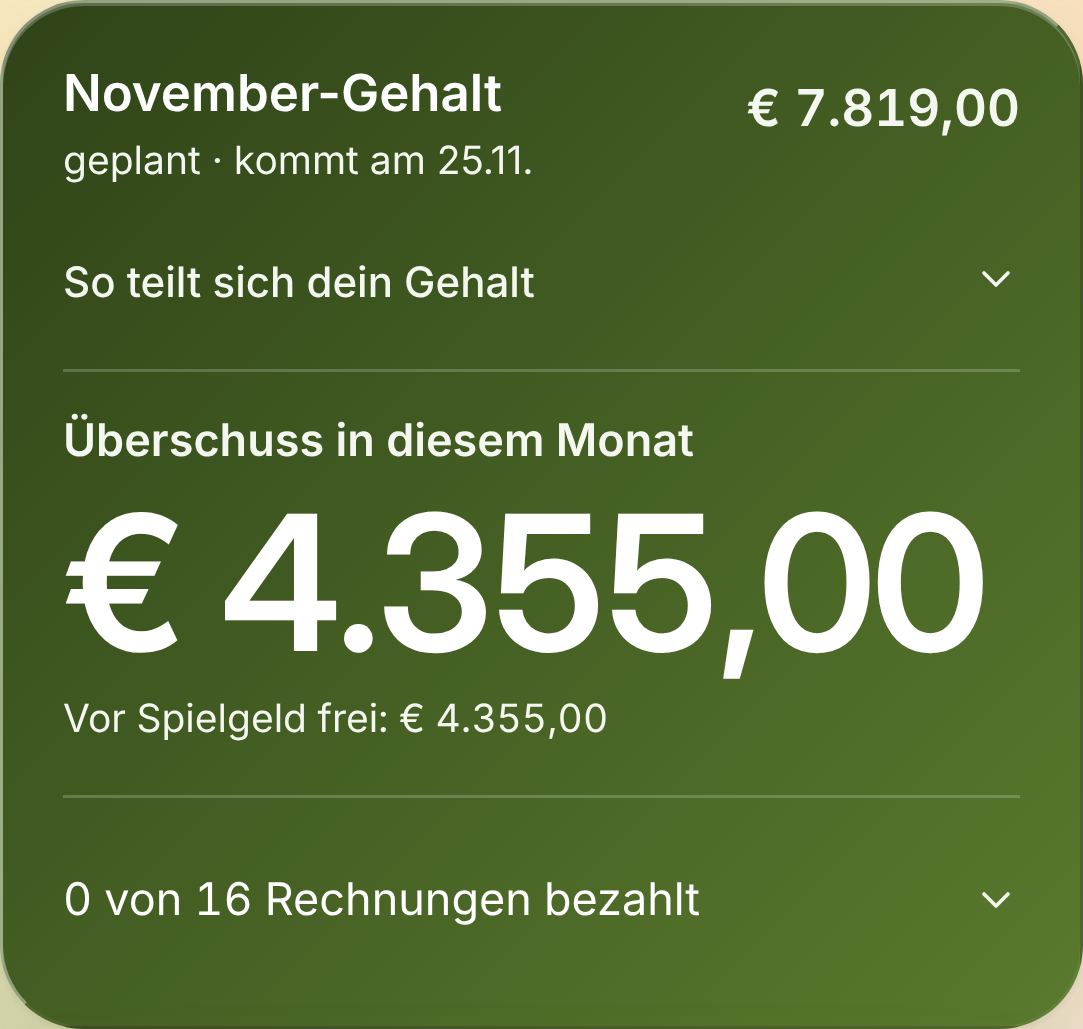 November-Gehalt
€ 7.819,00
geplant · kommt am 25.11.
So teilt sich dein Gehalt
Überschuss in diesem Monat
€ 4.355,00
Vor Spielgeld frei: € 4.355,00
0 von 16 Rechnungen bezahlt